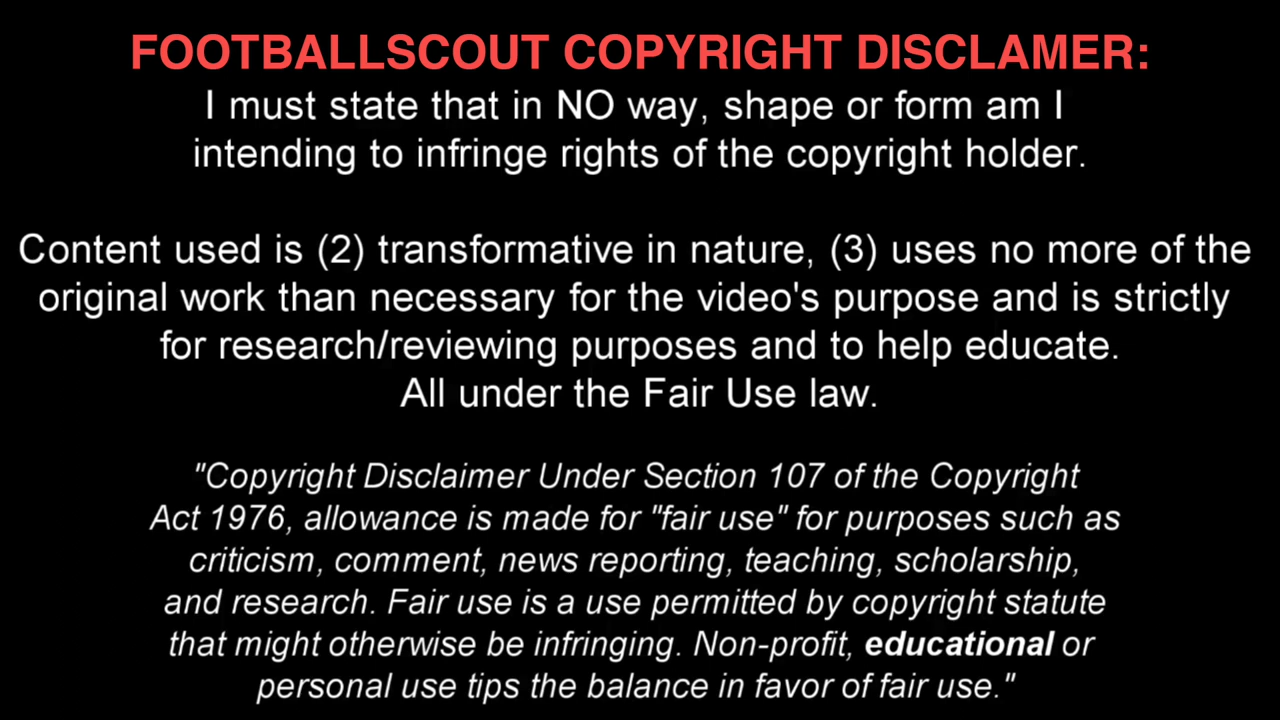 FOOTBALLSCOUT COPYRIGHT DISCLAMER:
I must state that in NO way, shape or form am I
intending to infringe rights of the copyright holder.
Content used is (2) transformative in nature, (3) uses no more of the
original work than necessary for the video's purpose and is strictly
for research/reviewing purposes and to help educate.
All under the Fair Use law.
"Copyright Disclaimer Under Section 107 of the Copyright
Act 1976, allowance is made for "fair use" for purposes such as
criticism, comment, news reporting, teaching, scholarship,
and research. Fair use is a use permitted by copyright statute
that might otherwise be infringing. Non-profit, educational or
personal use tips the balance in favor of fair use."